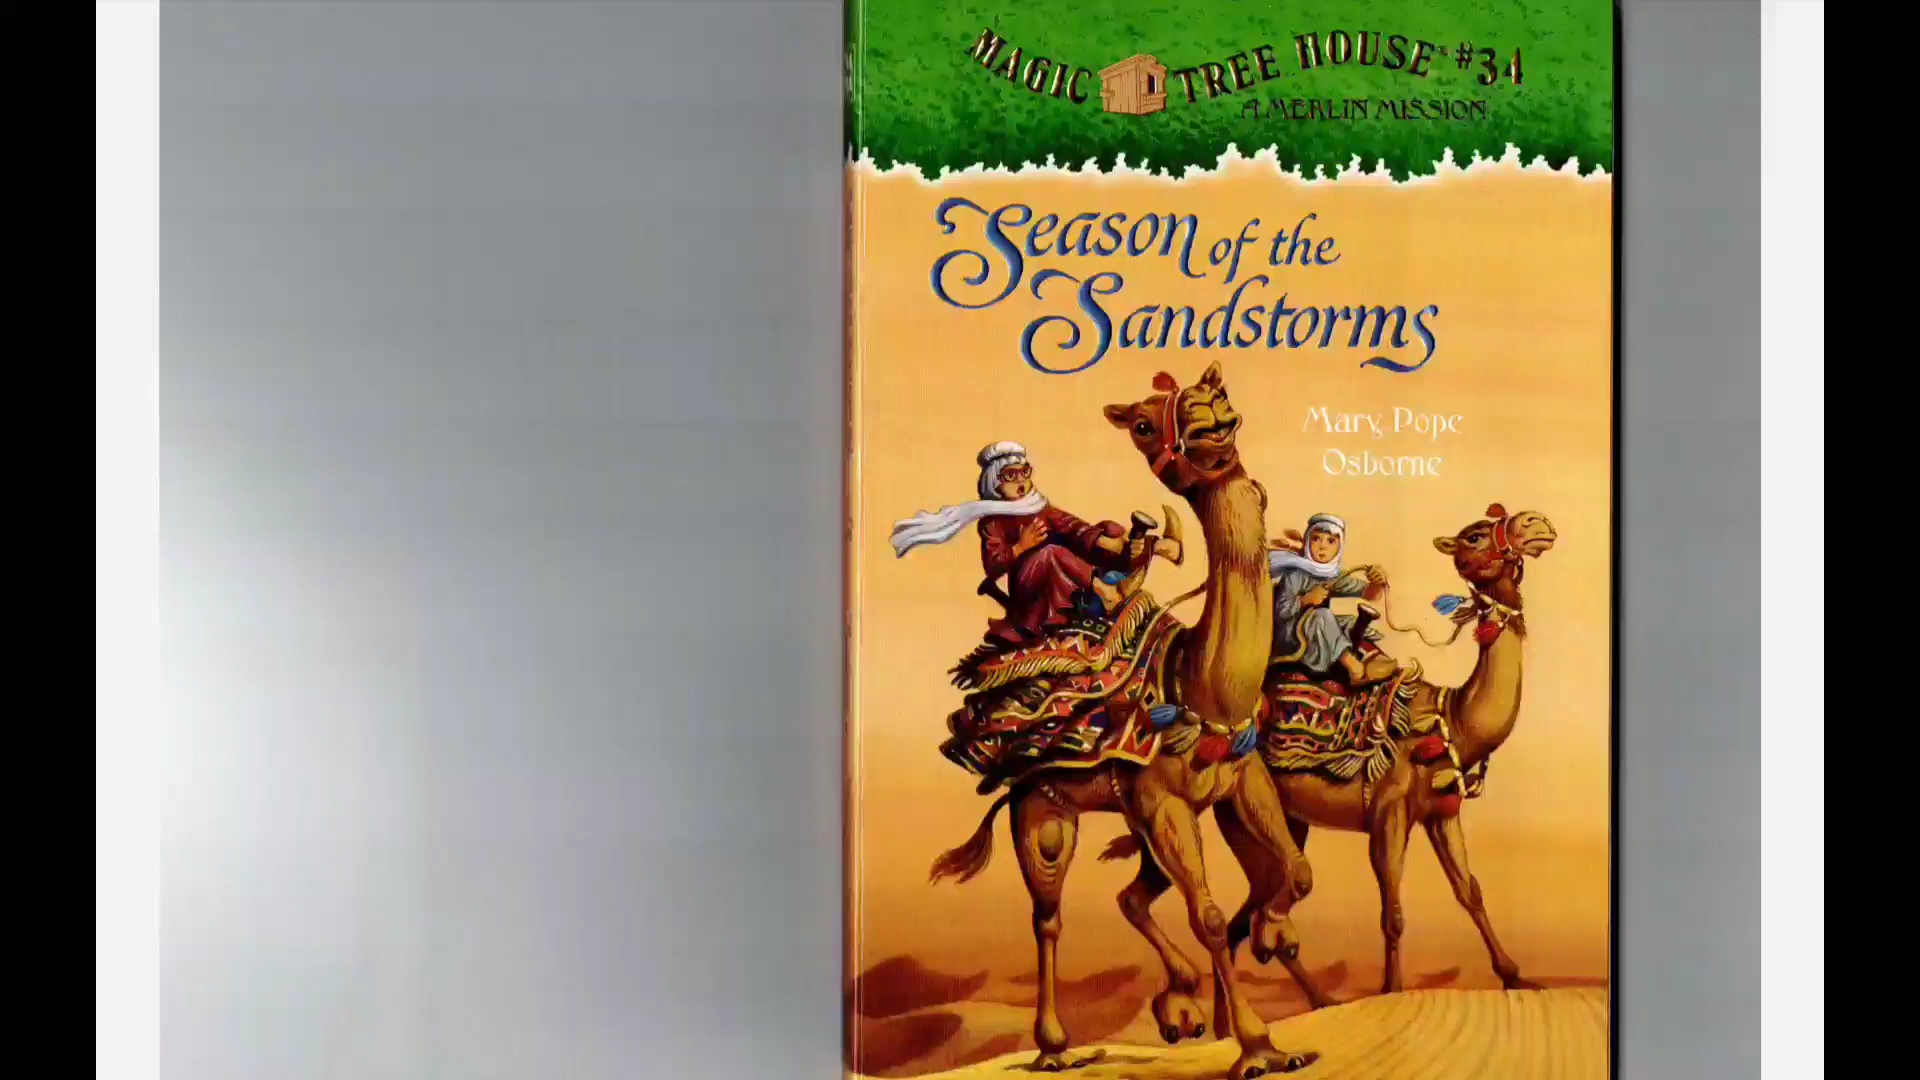 MAGIC TREE HOUSE® #34
A MERLIN MISSION
Season of the
Sandstorms
Mary Pope
Osborne